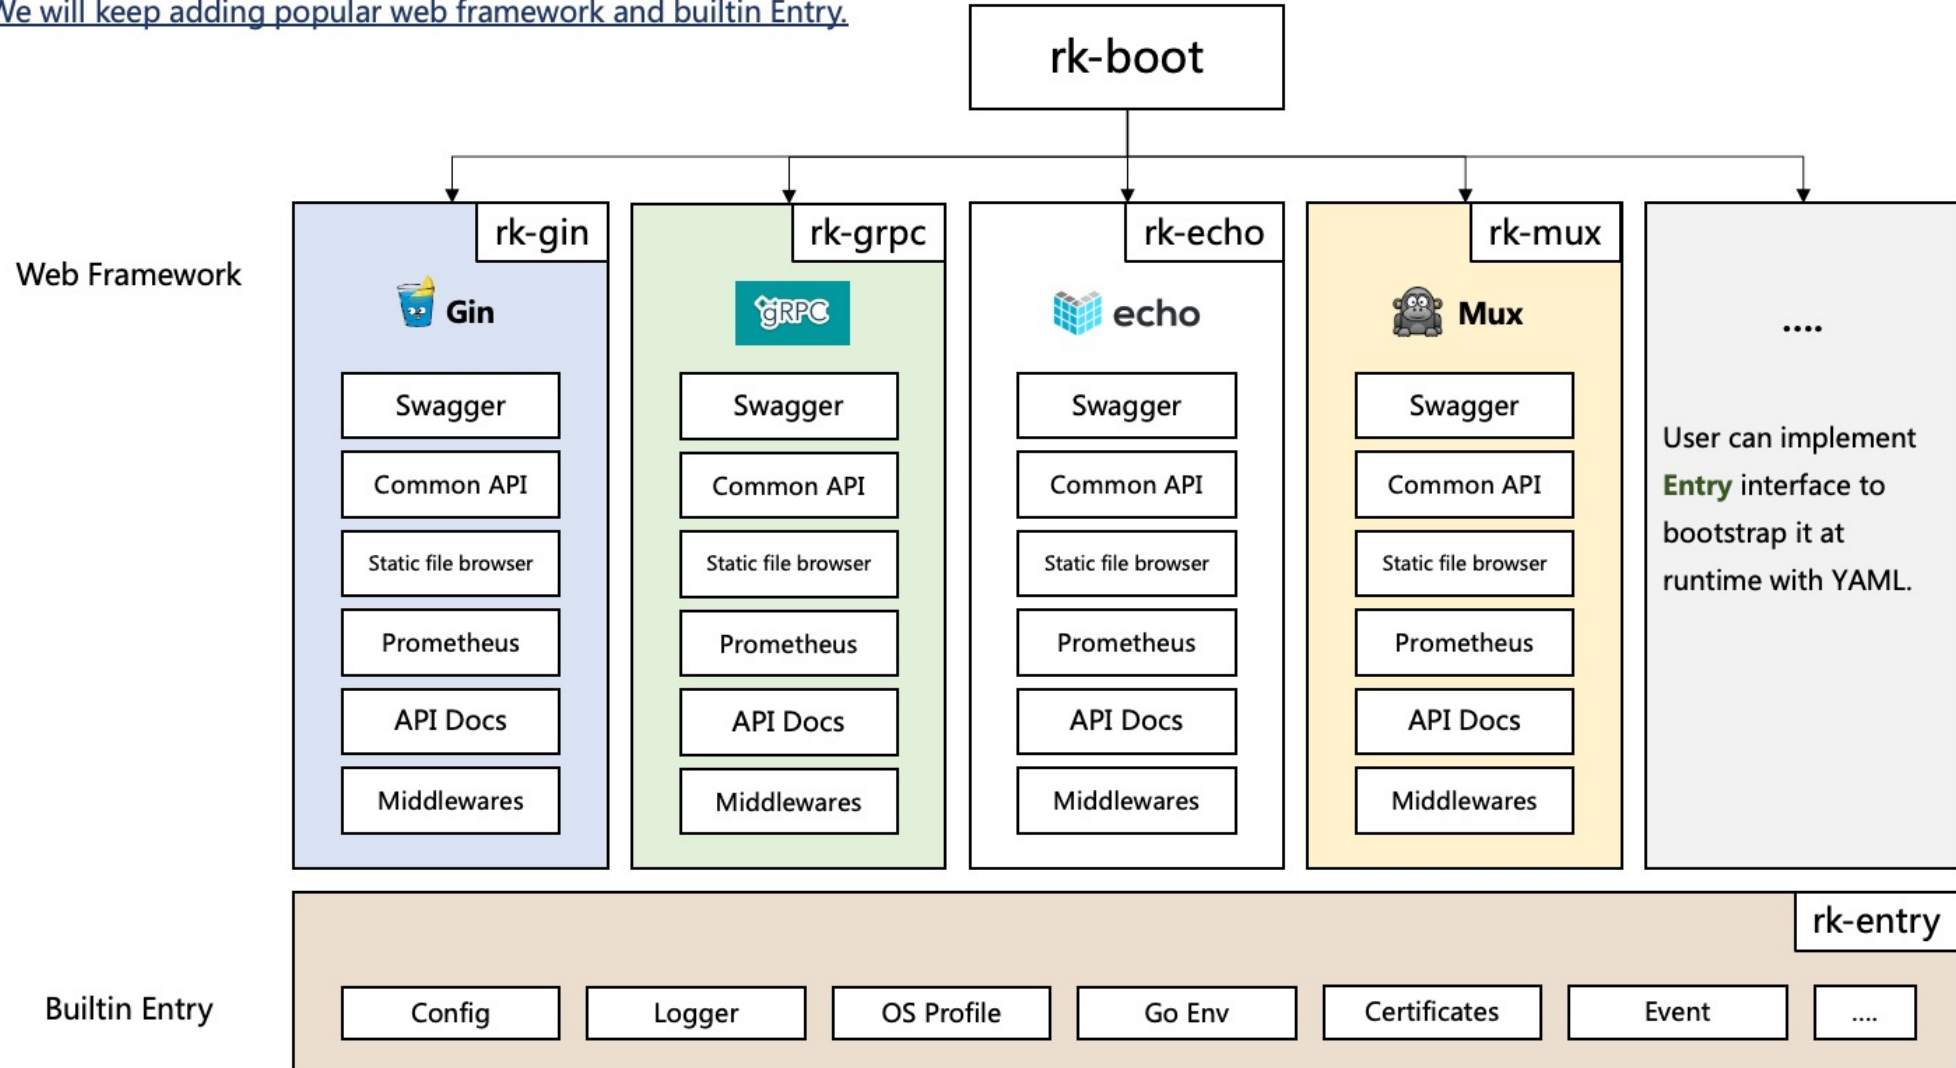 We will keep adding popular web framework and builtin Entry.
rk-boot
Web Framework
rk-gin
Gin
Swagger
Common API
Static file browser
Prometheus
API Docs
Middlewares
rk-grpc
gRPC
Swagger
Common API
Static file browser
Prometheus
API Docs
Middlewares
rk-echo
echo
Swagger
Common API
Static file browser
Prometheus
API Docs
Middlewares
rk-mux
Mux
Swagger
Common API
Static file browser
Prometheus
API Docs
Middlewares
....
User can implement
Entry interface to
bootstrap it at
runtime with YAML.
Builtin Entry
rk-entry
Config
Logger
OS Profile
Go Env
Certificates
Event
....